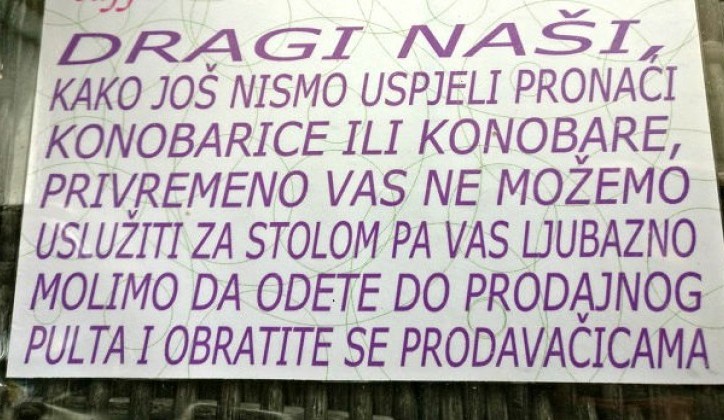 DRAGI NAŠI,
KAKO JOŠ NISMO USPJELI PRONAĆI
KONOBARICE ILI KONOBARE,
PRIVREMENO VAS NE MOŽEMO
USLUŽITI ZA STOLOM PA VAS LJUBAZNO
MOLIMO DA ODETE DO PRODAJNOG
PULTA I OBRATITE SE PRODAVAČICAMA